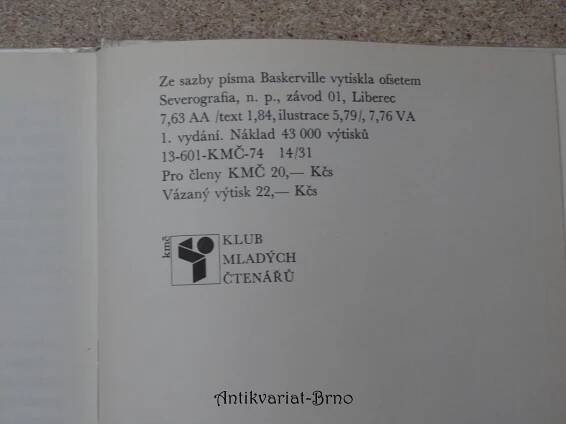 Ze sazby písma Baskerville vytiskla ofsetem
Severografia, n. p., závod 01, Liberec
7,63 AA /text 1,84, ilustrace 5,79/, 7,76 VA
1. vydání. Náklad 43 000 výtisků
13-601-KMČ-74 14/31
Pro členy KMČ 20,— Kčs
Vázaný výtisk 22,— Kčs
kmč
KLUB
MLADÝCH
ČTENÁŘŮ
Antikvariat-Brno